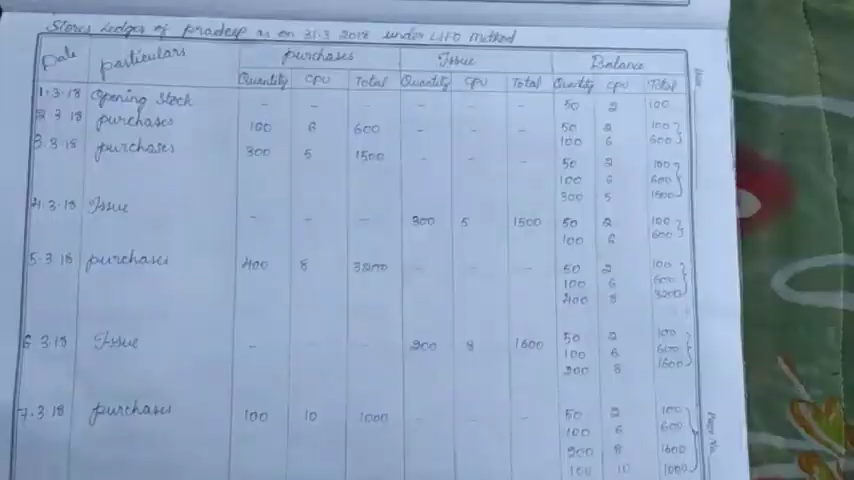 Stores Ledger of pradeep as on 31.3 2018 under LIFO method
Date particulars purchases Issue Balance
Quantity CPU Total Quantity CPU Total Quntity CPU Total
1.3.18 Opening Stock - - - - - - 50 2 100
2 3 18 purchases 100 6 600 - - - 50 2 100
100 6 600
3.3.18 purchases 300 5 1500 - - - 50 2 100
100 6 600
300 5 1500
4.3.18 Issue - - - 300 5 1500 50 2 100
100 6 600
5.3.18 purchases 400 8 3200 - - - 50 2 100
100 6 600
400 8 3200
6 3 18 Issue - - - 200 8 1600 50 2 100
100 6 600
200 8 1600
7.3 18 purchases 100 10 1000 - - - 50 2 100
100 6 600
200 8 1600
100 10 1000
Page No.